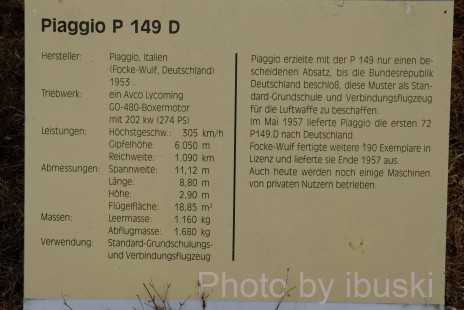 Piaggio P 149 D
Hersteller: Piaggio, Italien
(Focke-Wulf, Deutschland)
1953
Triebwerk: ein Avco Lycoming
GO-480-Boxermotor
mit 202 kw (274 PS)
Leistungen: Höchstgeschw.: 305 km/h
Gipfelhöhe: 6.050 m
Reichweite: 1.090 km
Abmessungen: Spannweite: 11,12 m
Länge: 8,80 m
Höhe: 2,90 m
Flügelfläche: 18,85 m²
Massen: Leermasse: 1.160 kg
Abflugmasse: 1.680 kg
Verwendung: Standard-Grundschulungs-
und Verbindungsflugzeug
Piaggio erzielte mit der P 149 nur einen be-
scheidenen Absatz, bis die Bundesrepublik
Deutschland beschloß, diese Muster als Stan-
dard-Grundschule und Verbindungsflugzeug
für die Luftwaffe zu beschaffen.
Im Mai 1957 lieferte Piaggio die ersten 72
P149.D nach Deutschland.
Focke-Wulf fertigte weitere 190 Exemplare in
Lizenz und lieferte sie Ende 1957 aus.
Auch heute werden noch einige Maschinen
von privaten Nutzern betrieben.
Photo by ibuski